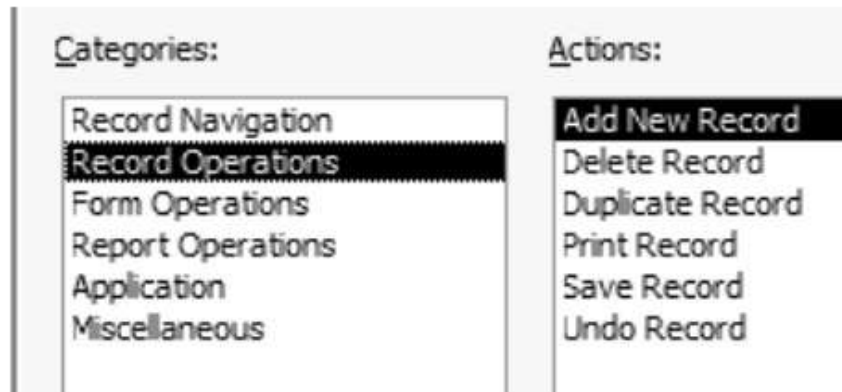 Categories:
Record Navigation
Record Operations
Form Operations
Report Operations
Application
Miscellaneous
Actions:
Add New Record
Delete Record
Duplicate Record
Print Record
Save Record
Undo Record